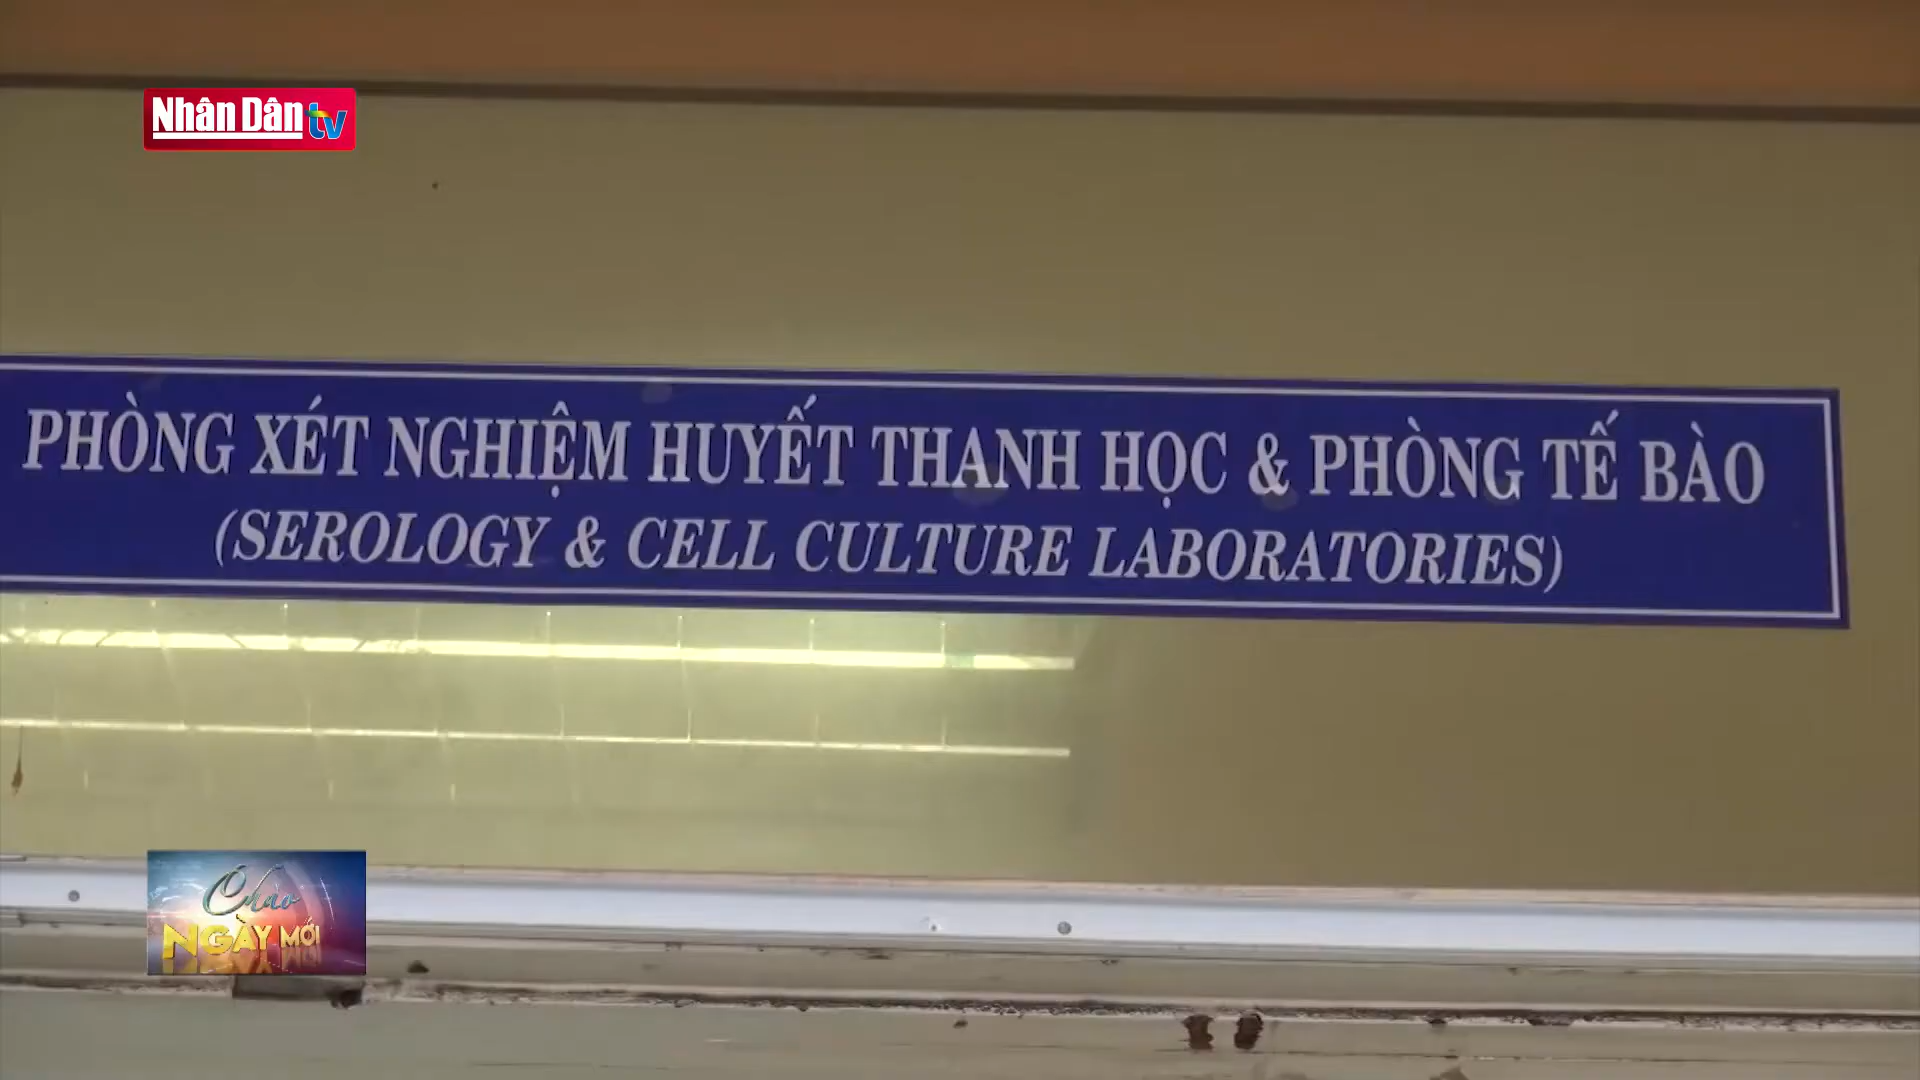 Nhân Dân tv
PHÒNG XÉT NGHIỆM HUYẾT THANH HỌC & PHÒNG TẾ BÀO
(SEROLOGY & CELL CULTURE LABORATORIES)
Chào
NGÀY MỚI